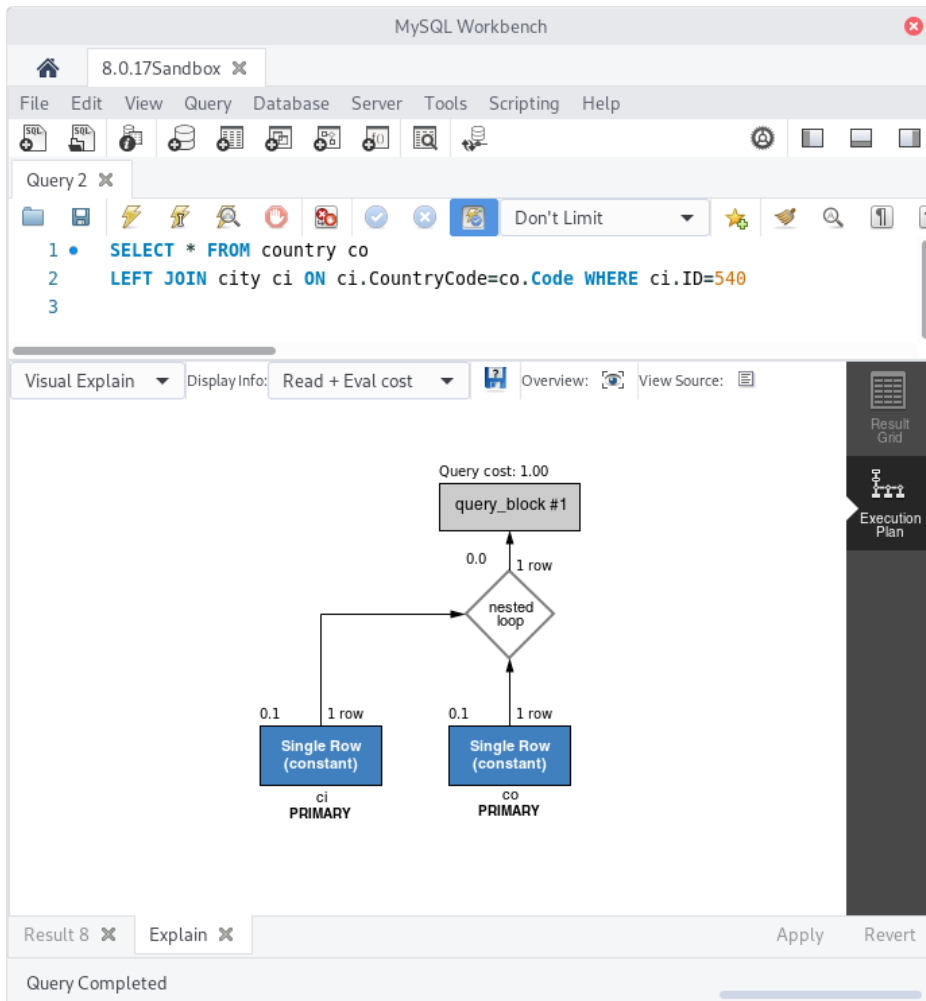 MySQL Workbench
8.0.17Sandbox
File Edit View Query Database Server Tools Scripting Help
SQL SQL
Query 2
Don't Limit
1 SELECT * FROM country co
2 LEFT JOIN city ci ON ci.CountryCode=co.Code WHERE ci.ID=540
3
Visual Explain Display Info: Read + Eval cost Overview: View Source:
Result
Grid
Execution
Plan
Query cost: 1.00
query_block #1
0.0 1 row
nested
loop
0.1 1 row 0.1 1 row
Single Row Single Row
(constant) (constant)
ci co
PRIMARY PRIMARY
Result 8 Explain Apply Revert
Query Completed